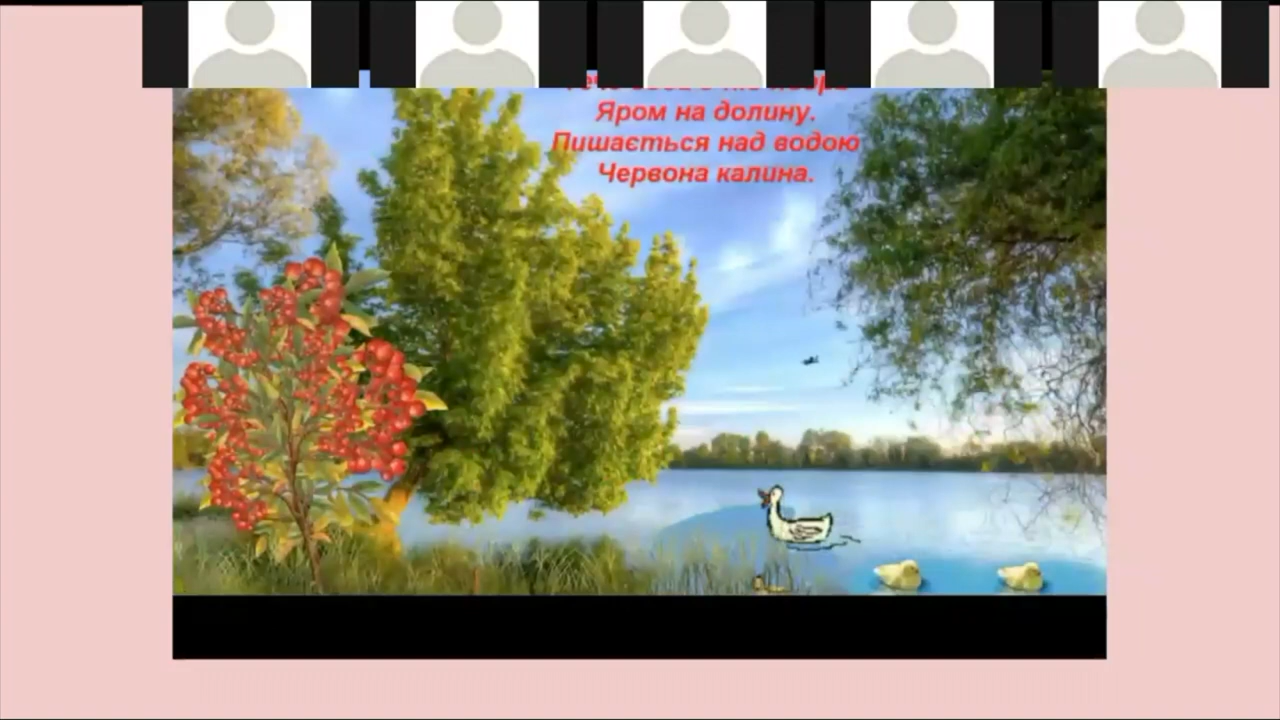 Яром на долину.
Пишається над водою
Червона калина.